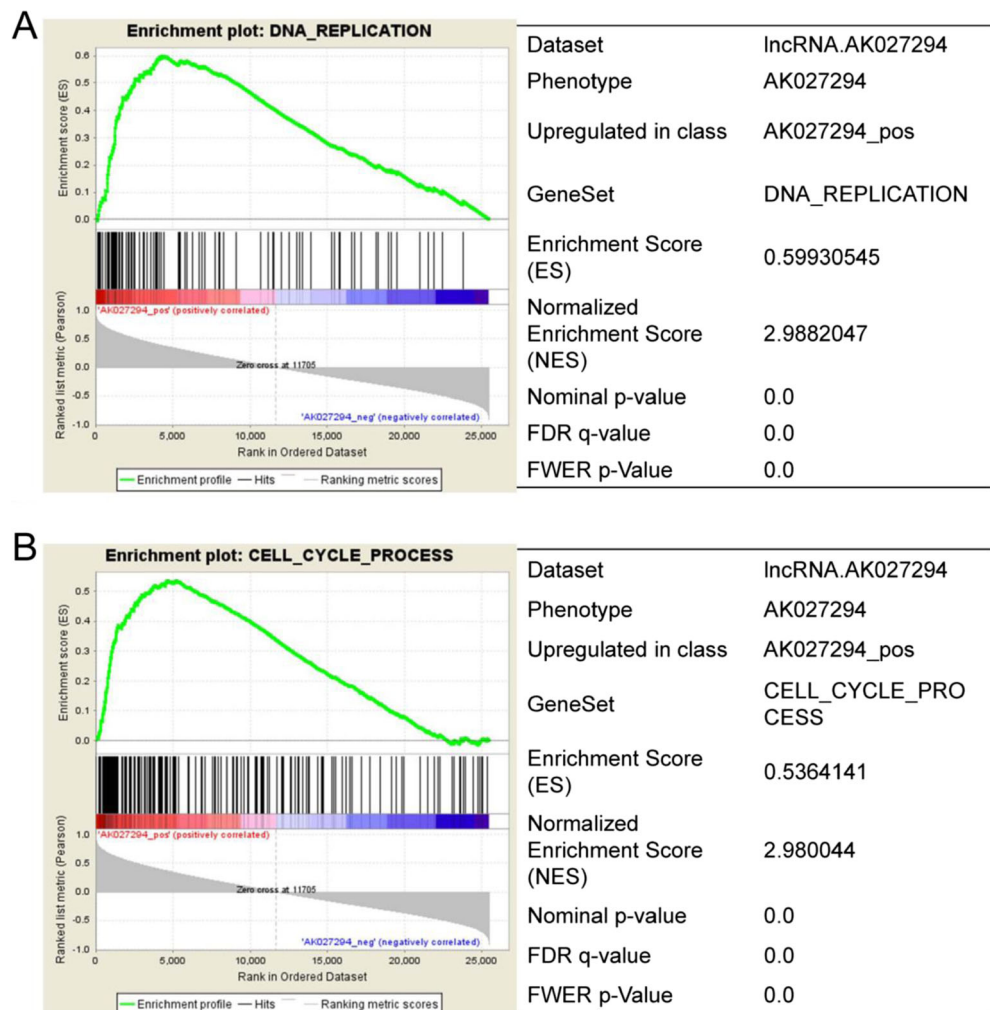 A
Enrichment plot: DNA_REPLICATION
Enrichment score (ES)
0.6
0.5
0.4
0.3
0.2
0.1
0.0
Ranked list metric (Pearson)
1.0
0.5
0.0
-0.5
-1.0
'AK027294_pos' (positively correlated)
Zero cross at 11705
'AK027294_neg' (negatively correlated)
0 5,000 10,000 15,000 20,000 25,000
Rank in Ordered Dataset
Enrichment profile Hits Ranking metric scores
Dataset lncRNA.AK027294
Phenotype AK027294
Upregulated in class AK027294_pos
GeneSet DNA_REPLICATION
Enrichment Score
(ES) 0.59930545
Normalized
Enrichment Score 2.9882047
(NES)
Nominal p-value 0.0
FDR q-value 0.0
FWER p-Value 0.0
B
Enrichment plot: CELL_CYCLE_PROCESS
Enrichment score (ES)
0.5
0.4
0.3
0.2
0.1
0.0
Ranked list metric (Pearson)
1.0
0.5
0.0
-0.5
-1.0
'AK027294_pos' (positively correlated)
Zero cross at 11705
'AK027294_neg' (negatively correlated)
0 5,000 10,000 15,000 20,000 25,000
Rank in Ordered Dataset
Enrichment profile Hits Ranking metric scores
Dataset lncRNA.AK027294
Phenotype AK027294
Upregulated in class AK027294_pos
GeneSet CELL_CYCLE_PRO
CESS
Enrichment Score
(ES) 0.5364141
Normalized
Enrichment Score 2.980044
(NES)
Nominal p-value 0.0
FDR q-value 0.0
FWER p-Value 0.0